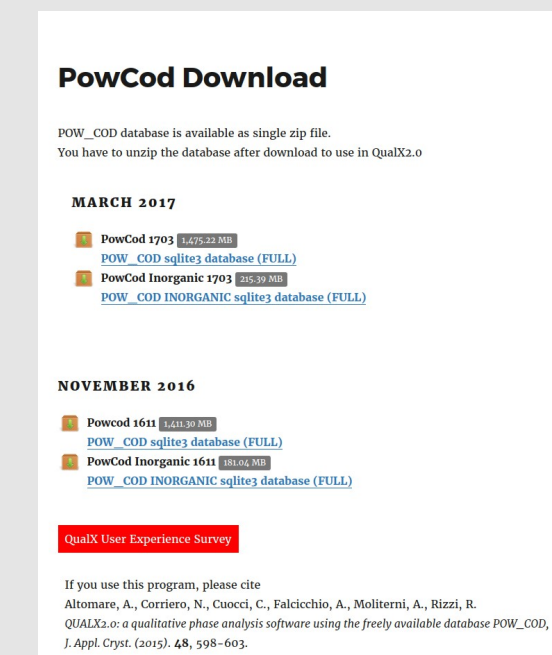 PowCod Download
POW_COD database is available as single zip file.
You have to unzip the database after download to use in QualX2.0
MARCH 2017
PowCod 1703 1,475.22 MB
POW_COD sqlite3 database (FULL)
PowCod Inorganic 1703 215.39 MB
POW_COD INORGANIC sqlite3 database (FULL)
NOVEMBER 2016
Powcod 1611 1,411.30 MB
POW_COD sqlite3 database (FULL)
PowCod Inorganic 1611 181.04 MB
POW_COD INORGANIC sqlite3 database (FULL)
QualX User Experience Survey
If you use this program, please cite
Altomare, A., Corriero, N., Cuocci, C., Falcicchio, A., Moliterni, A., Rizzi, R.
QUALX2.0: a qualitative phase analysis software using the freely available database POW_COD,
J. Appl. Cryst. (2015). 48, 598-603.